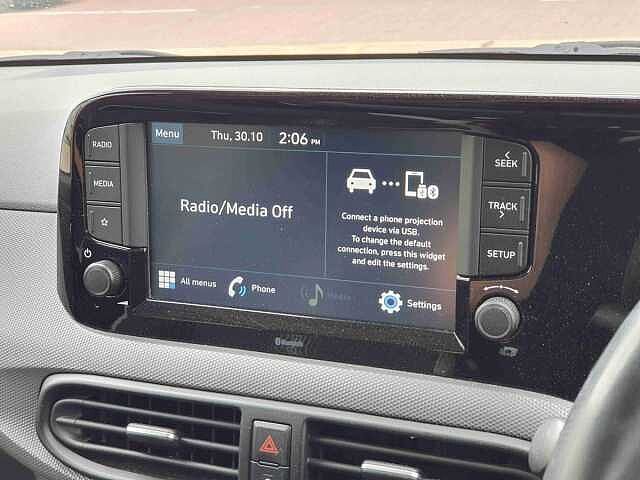 RADIO
MEDIA
Menu
Thu, 30.10
2:06 PM
Radio/Media Off
Connect a phone projection
device via USB.
To change the default
connection, press this widget
and edit the settings.
All menus
Phone
Media
Settings
SEEK
TRACK
SETUP
Bluetooth